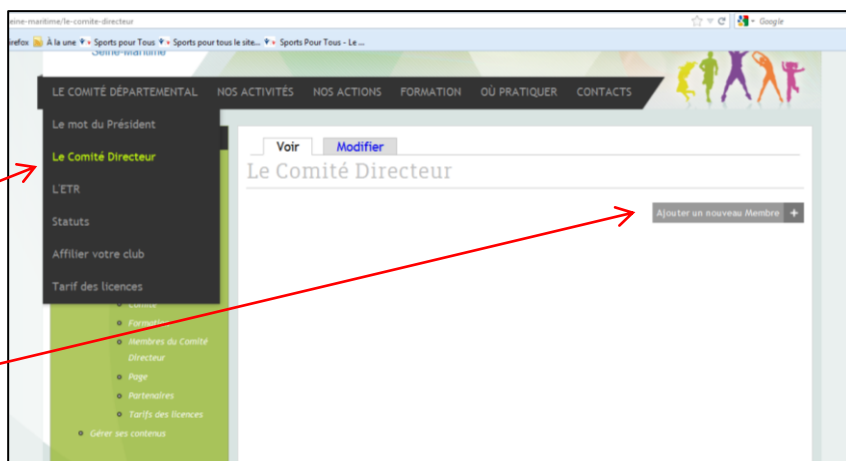 eine-maritime/le-comite-directeur
Google
irefox À la une Sports pour Tous Sports pour tous le site... Sports Pour Tous - Le ...
Seine-Maritime
LE COMITÉ DÉPARTEMENTAL NOS ACTIVITÉS NOS ACTIONS FORMATION OÙ PRATIQUER CONTACTS
Le mot du Président
Le Comité Directeur
L'ETR
Statuts
Affilier votre club
Tarif des licences
Voir Modifier
Le Comité Directeur
Ajouter un nouveau Membre +
Comité
Formation
Membres du Comité
Directeur
Page
Partenaires
Tarifs des licences
Gérer ses contenus